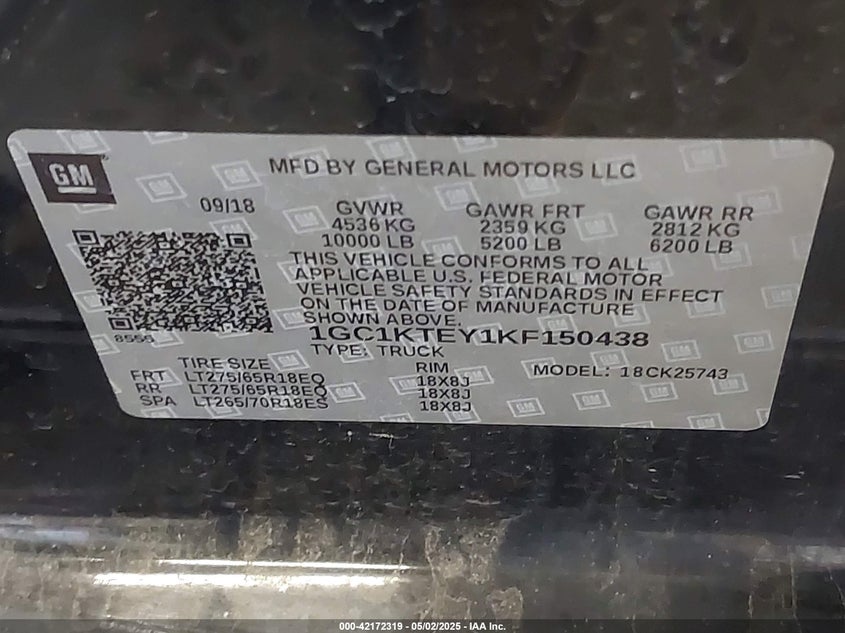 GM
MFD BY GENERAL MOTORS LLC
09/18 GVWR GAWR FRT GAWR RR
4536 KG 2359 KG 2812 KG
10000 LB 5200 LB 6200 LB
THIS VEHICLE CONFORMS TO ALL
APPLICABLE U.S. FEDERAL MOTOR
VEHICLE SAFETY STANDARDS IN EFFECT
ON THE DATE OF MANUFACTURE
SHOWN ABOVE.
1GC1KTEY1KF150438
8555
TYPE: TRUCK
TIRE SIZE RIM MODEL: 18CK25743
FRT LT275/65R18EQ 18X8J
RR LT275/65R18EQ 18X8J
SPA LT265/70R18ES 18X8J
000-42172319 - 05/02/2025 - IAA Inc.